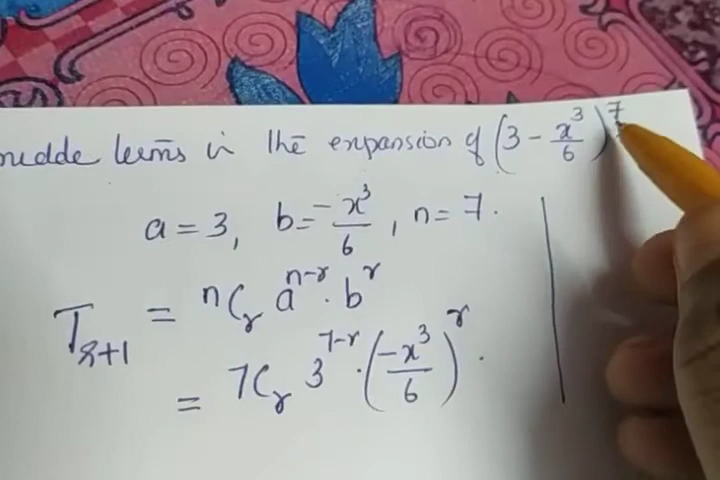 midde terms in the expansion of (3 - x³/6)⁷
a = 3, b = -x³/6, n = 7.
T_{r+1} = ⁿC_r a^{n-r} · b^r
= 7C_r 3^{7-r} · (-x³/6)^r .